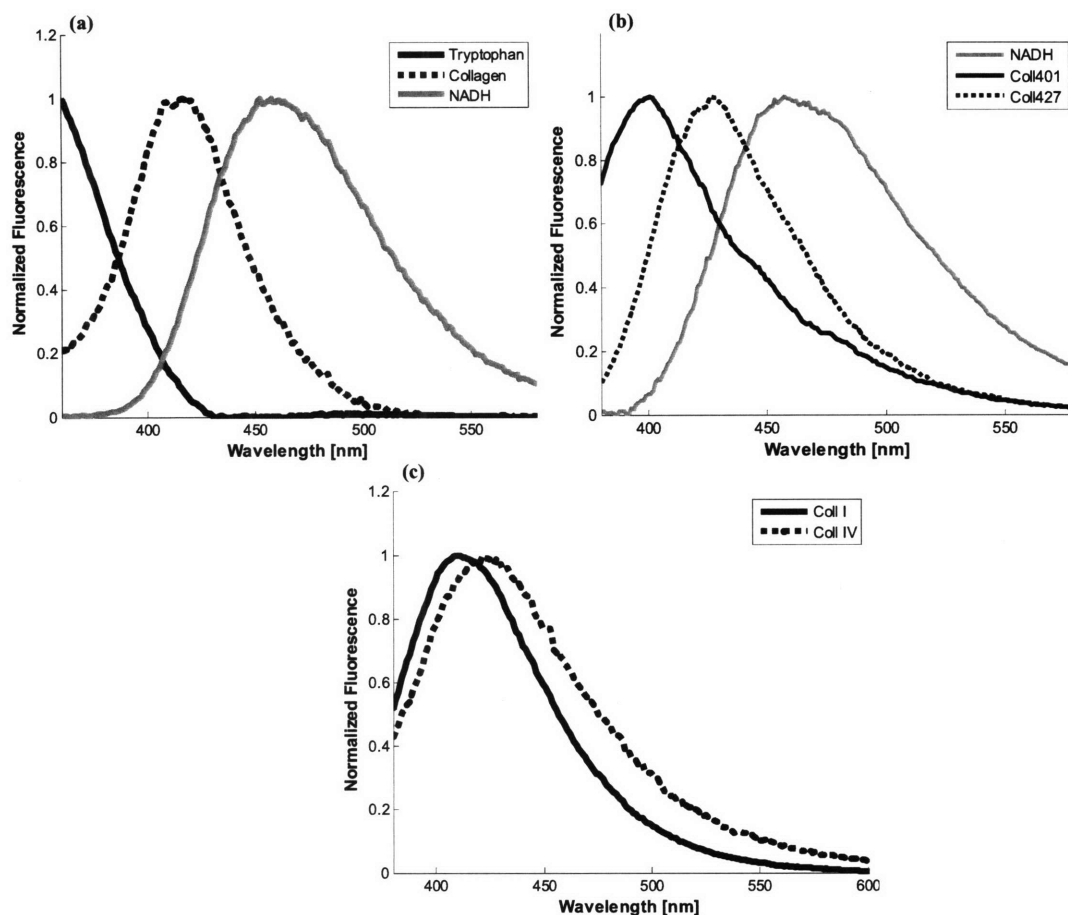 (a)
1.2
1
0.8
0.6
0.4
0.2
0
Normalized Fluorescence
Tryptophan
Collagen
NADH
400
450
500
550
Wavelength [nm]
(b)
1.2
1
0.8
0.6
0.4
0.2
0
Normalized Fluorescence
NADH
Coll401
Coll427
400
450
500
550
Wavelength [nm]
(c)
1.2
1
0.8
0.6
0.4
0.2
0
Normalized Fluorescence
Coll I
Coll IV
400
450
500
550
600
Wavelength [nm]